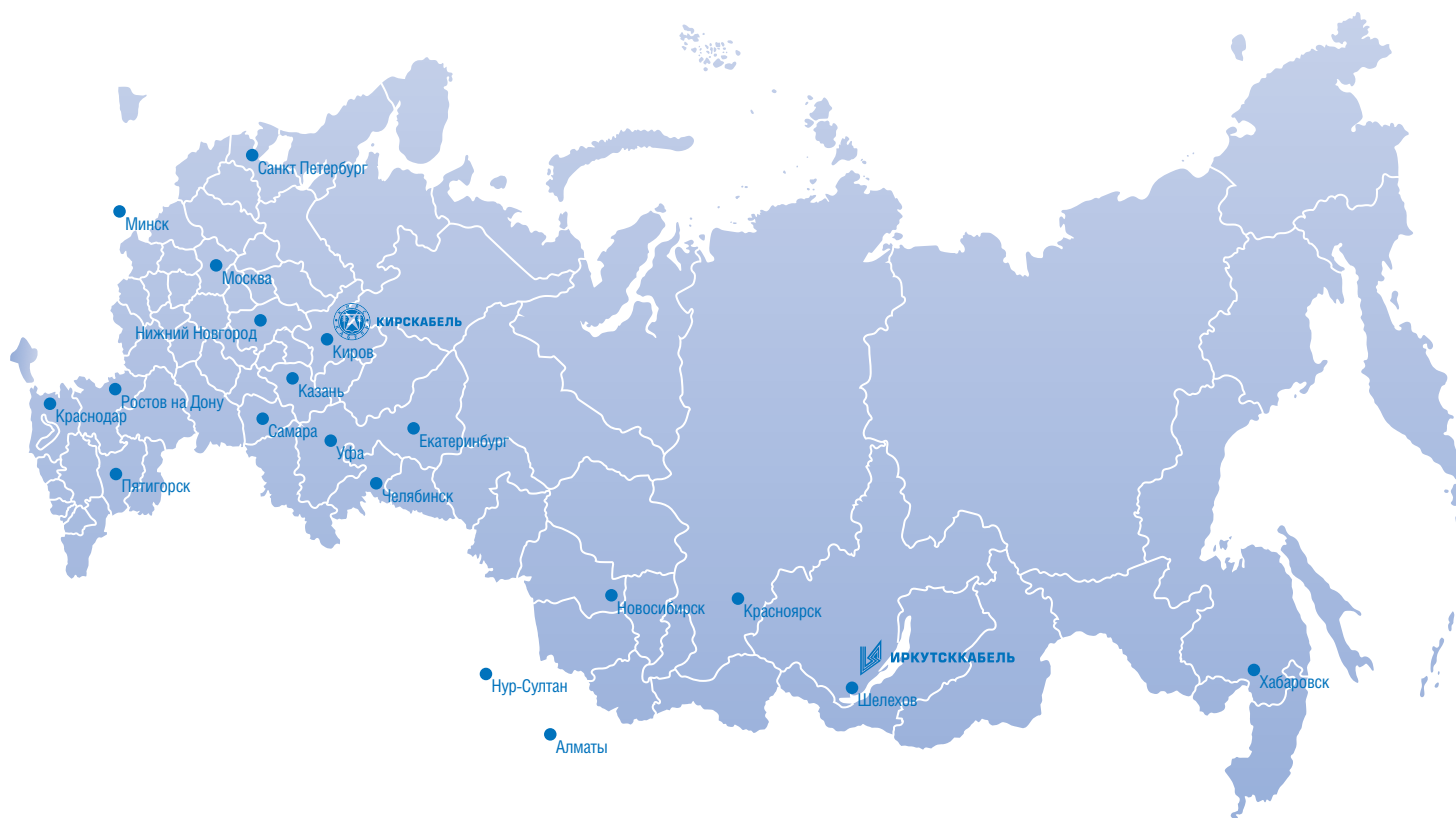 Санкт Петербург
Минск
Москва
КИРСКАБЕЛЬ
Нижний Новгород
Киров
Казань
Ростов на Дону
Краснодар
Самара
Екатеринбург
Уфа
Пятигорск
Челябинск
Новосибирск
Красноярск
ИРКУТСККАБЕЛЬ
Нур-Султан
Хабаровск
Шелехов
Алматы